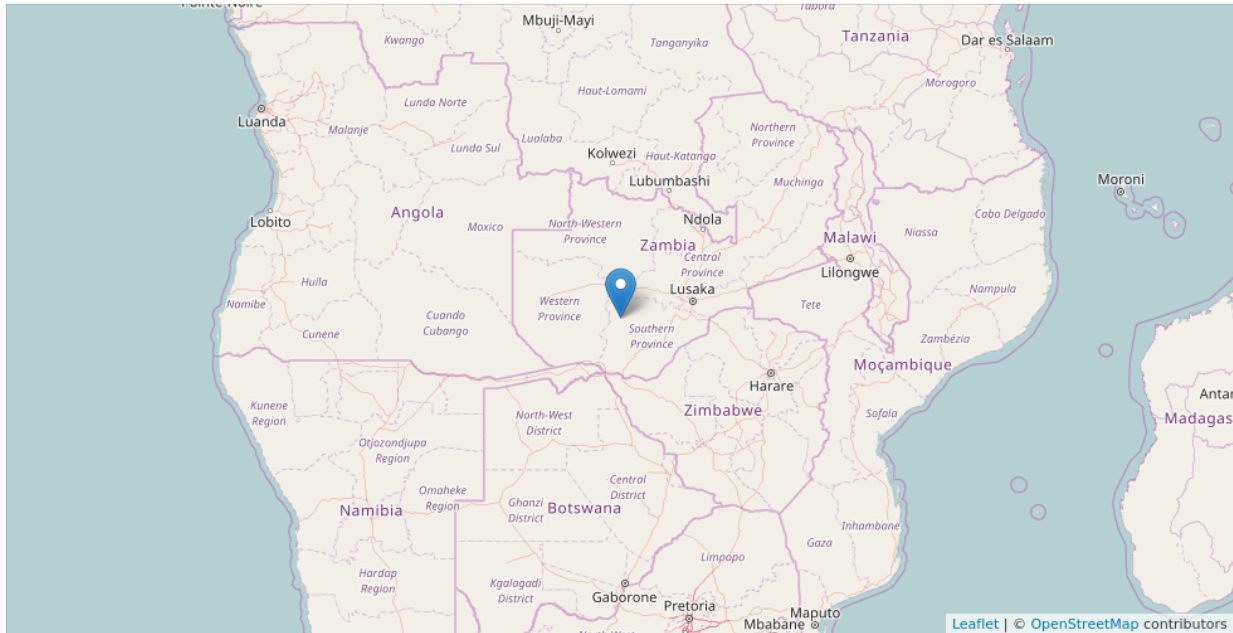 Pointe-Noire
Mbuji-Mayi
Tabora
Kwango
Tanganyika
Tanzania
Dar es Salaam
Morogoro
Haut-Lomami
Lunda Norte
Luanda
Malanje
Lualaba
Northern
Province
Lunda Sul
Kolwezi
Haut-Katanga
Lubumbashi
Muchinga
Moroni
Angola
Lobito
Moxico
North-Western
Province
Ndola
Zambia
Cabo Delgado
Niassa
Malawi
Central
Province
Lilongwe
Huíla
Lusaka
Nampula
Namibe
Western
Province
Tete
Cuando
Cubango
Cunene
Southern
Province
Zambézia
Moçambique
Harare
Antan
Kunene
Region
North-West
District
Zimbabwe
Sofala
Madagas
Otjozondjupa
Region
Omaheke
Region
Central
District
Ghanzi
District
Botswana
Namibia
Inhambane
Gaza
Hardap
Region
Kgalagadi
District
Limpopo
Gaborone
Pretoria
Maputo
Mbabane
North-West
Leaflet | © OpenStreetMap contributors